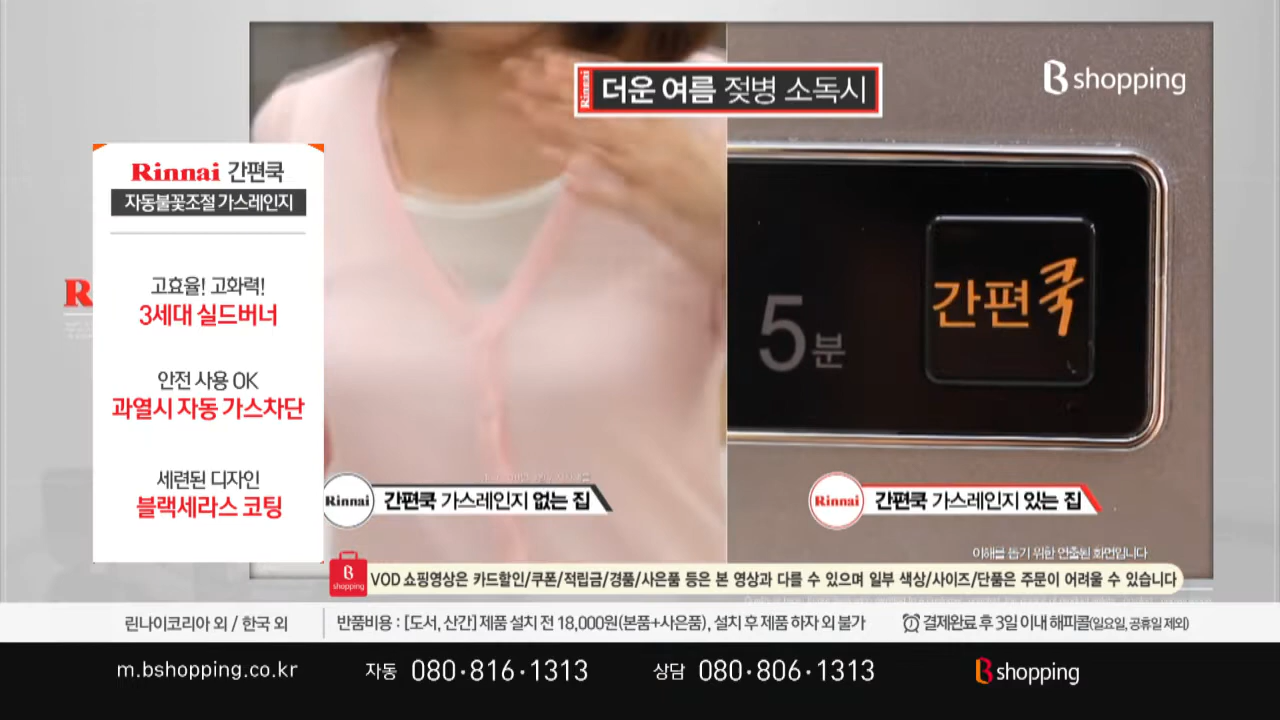 Rinnai 더운 여름 젖병 소독시
B shopping
Rinnai 간편쿡
자동불꽃조절 가스레인지
고효율! 고화력!
3세대 실드버너
안전 사용 OK
과열시 자동 가스차단
세련된 디자인
블랙세라스 코팅
R
5분
간편쿡
Rinnai 간편쿡 가스레인지 없는 집
Rinnai 간편쿡 가스레인지 있는 집
이해를 돕기 위한 연출된 화면입니다
B shopping VOD 쇼핑영상은 카드할인/쿠폰/적립금/경품/사은품 등은 본 영상과 다를 수 있으며 일부 색상/사이즈/단품은 주문이 어려울 수 있습니다
린나이코리아 외 / 한국 외
반품비용 : [도서, 산간] 제품 설치 전 18,000원(본품+사은품), 설치 후 제품 하자 외 불가
결제완료 후 3일 이내 해피콜(일요일, 공휴일 제외)
m.bshopping.co.kr
자동 080·816·1313
상담 080·806·1313
B shopping